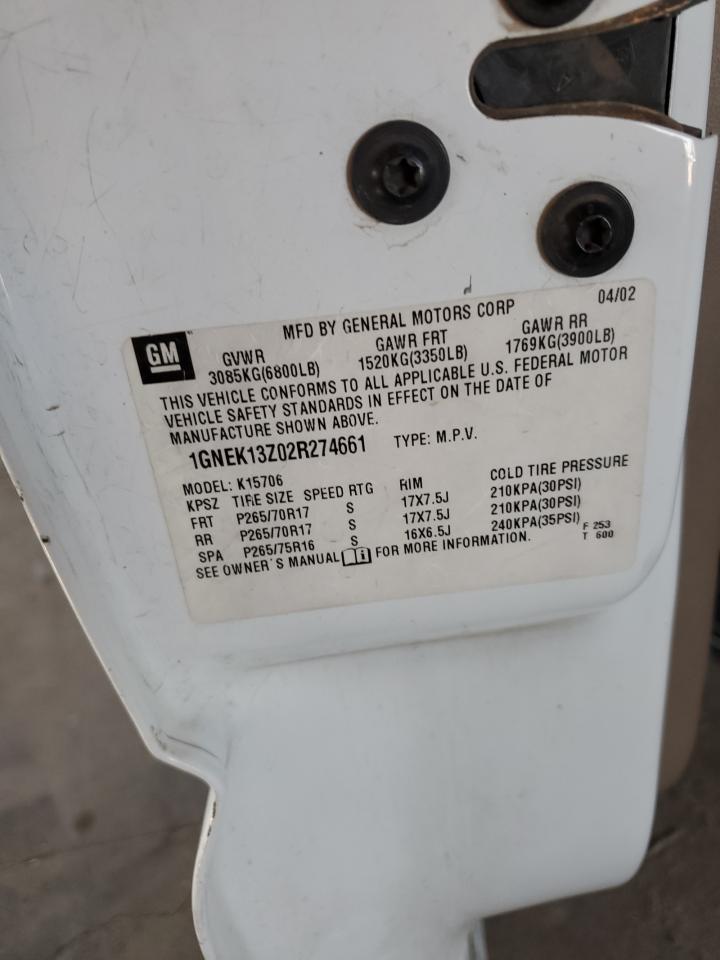 GM
MFD BY GENERAL MOTORS CORP 04/02
GVWR GAWR FRT GAWR RR
3085KG(6800LB) 1520KG(3350LB) 1769KG(3900LB)
THIS VEHICLE CONFORMS TO ALL APPLICABLE U.S. FEDERAL MOTOR
VEHICLE SAFETY STANDARDS IN EFFECT ON THE DATE OF
MANUFACTURE SHOWN ABOVE.
1GNEK13Z02R274661 TYPE: M.P.V.
MODEL: K15706
KPSZ TIRE SIZE SPEED RTG RIM COLD TIRE PRESSURE
FRT P265/70R17 S 17X7.5J 210KPA(30PSI)
RR P265/70R17 S 17X7.5J 210KPA(30PSI)
SPA P265/75R16 S 16X6.5J 240KPA(35PSI) F 253
SEE OWNER'S MANUAL FOR MORE INFORMATION. T 600